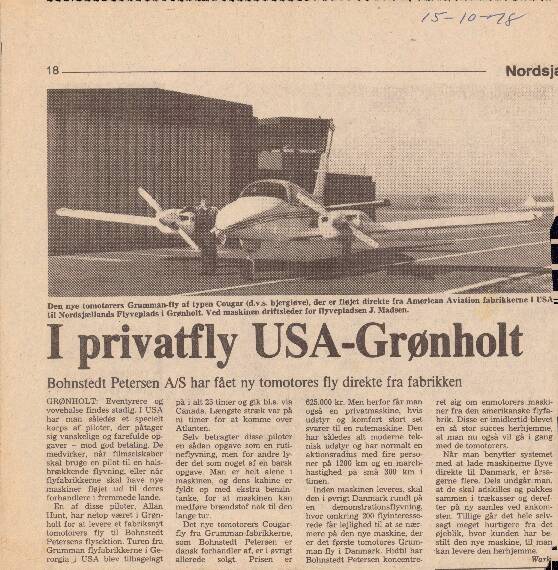 15-10-78
18
Nordsjæ
Den nye tomotorers Grumman-fly af typen Cougar (d.v.s. bjergløve), der er fløjet direkte fra American Aviation fabrikkerne i USA
til Nordsjællands Flyveplads i Grønholt. Ved maskinen driftsleder for flyvepladsen J. Madsen.
I privatfly USA-Grønholt
Bohnstedt Petersen A/S har fået ny tomotores fly direkte fra fabrikken
GRØNHOLT: Eventyrere og
vovehalse findes stadig. I USA
har man således et specielt
korps af piloter, der påtager
sig vanskelige og farefulde op-
gaver – mod god betaling. De
medvirker, når filmselskaber
skal bruge en pilot til en hals-
brækkende flyvning, eller når
flyfabrikkerne skal have nye
maskiner fløjet ud til deres
forhandlere i fremmede lande.
En af disse piloter, Allan
Hunt, har netop været i Grøn-
holt for at levere et fabriksnyt
tomotorers fly til Bohnstedt
Petersens flysektion. Turen fra
Grumman flyfabrikkerne i Ge-
orgia i USA blev tilbagelagt
på i alt 25 timer og gik bl.a. via
Canada. Længste stræk var på
ni timer for at komme over
Atlanten.
Selv betragter disse piloter
en sådan opgave som en ruti-
neflyvning, men for andre ly-
der det som noget af en barsk
opgave. Man er helt alene i
maskinen, og dens kabine er
fyldt op med ekstra benzin-
tanke, for at maskinen kan
medføre brændstof nok til den
lange tur.
Det nye tomotorers Cougar-
fly fra Grumman-fabrikkerne,
som Bohnstedt Petersen er
dansk forhandler af, er i øvrigt
allerede solgt. Prisen er
625.000 kr. Men herfor får man
også en privatmaskine, hvis
udstyr og komfort stort set
svarer til en rutemaskine. Den
har således alt moderne tek-
nisk udstyr og har normalt en
aktionsradius med fire perso-
ner på 1200 km og en march-
hastighed på små 300 km i
timen.
Inden maskinen leveres, skal
den i øvrigt Danmark rundt på
en demonstrationsflyvning,
hvor omkring 200 flyinteresse-
rede får lejlighed til at se nær-
mere på den nye maskine, der
er det første tomotorers Grum-
man-fly i Danmark. Hidtil har
Bohnstedt Petersen koncentre-
ret sig om enmotorers maski-
ner fra den amerikanske flyfa-
brik. Disse er imidlertid blevet
en så stor succes herhjemme,
at man nu også vil gå i gang
med de tomotorers.
Når man benytter systemet
med at lade maskinerne flyve
direkte til Danmark, er årsa-
gerne flere. Dels undgår man,
at de skal adskilles og pakkes
sammen i trækasser og deref-
ter på ny samles ved ankom-
sten. Tillige går det hele selv-
sagt meget hurtigere fra det
øjeblik, hvor kunden har be-
stilt den nye maskine, til man
kan levere den herhjemme.